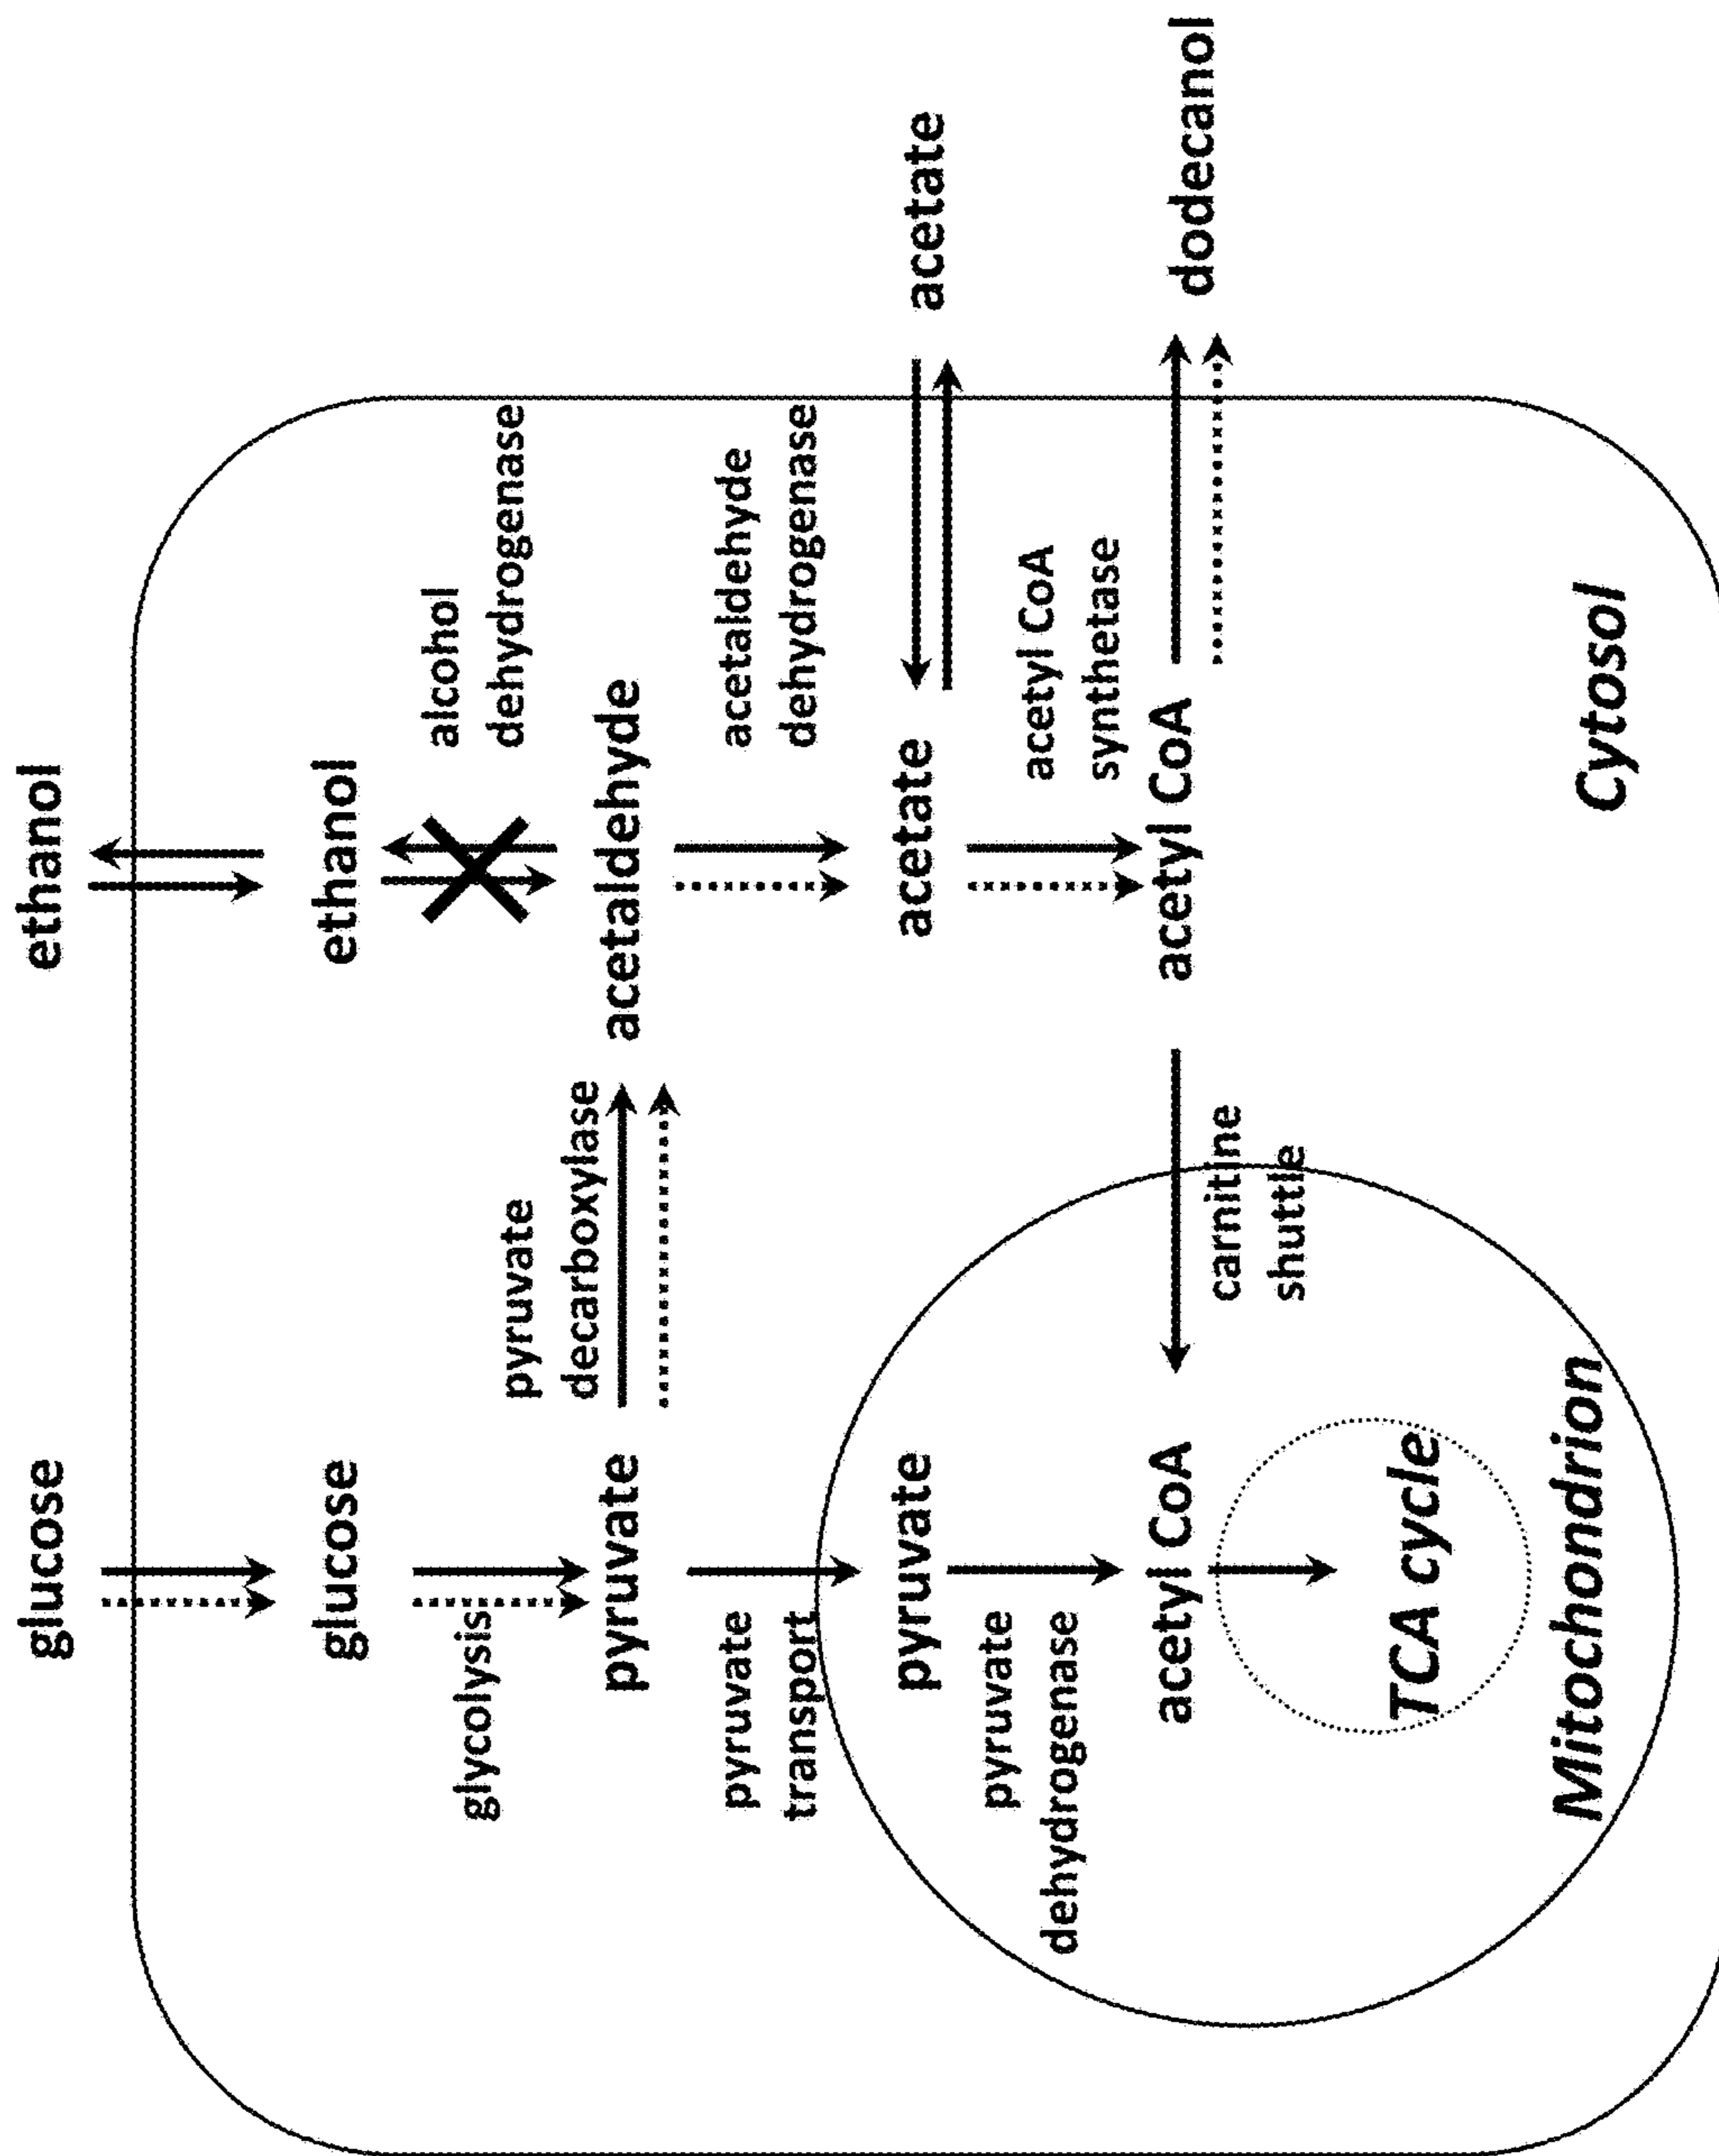 glucose
ethanol
glucose
ethanol
glycolysis
alcohol
dehydrogenase
pyruvate
decarboxylase
pyruvate
acetaldehyde
pyruvate
transport
acetaldehyde
dehydrogenase
pyruvate
acetate
acetate
pyruvate
dehydrogenase
acetyl CoA
synthetase
acetyl CoA
acetyl CoA
dodecanol
carnitine
shuttle
TCA cycle
Mitochondrion
Cytosol